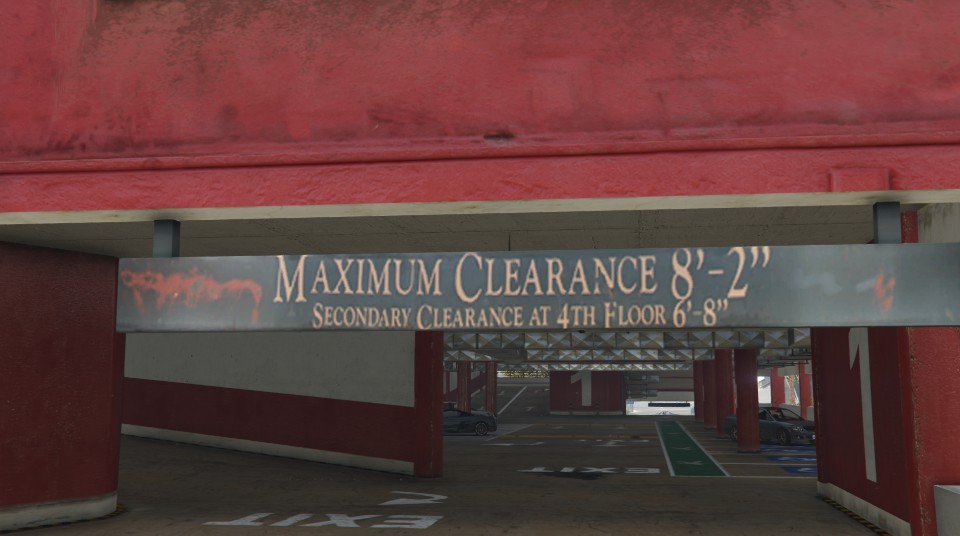 MAXIMUM CLEARANCE 8'-2"
SECONDARY CLEARANCE AT 4TH FLOOR 6'-8"
1
1
EXIT
EXIT